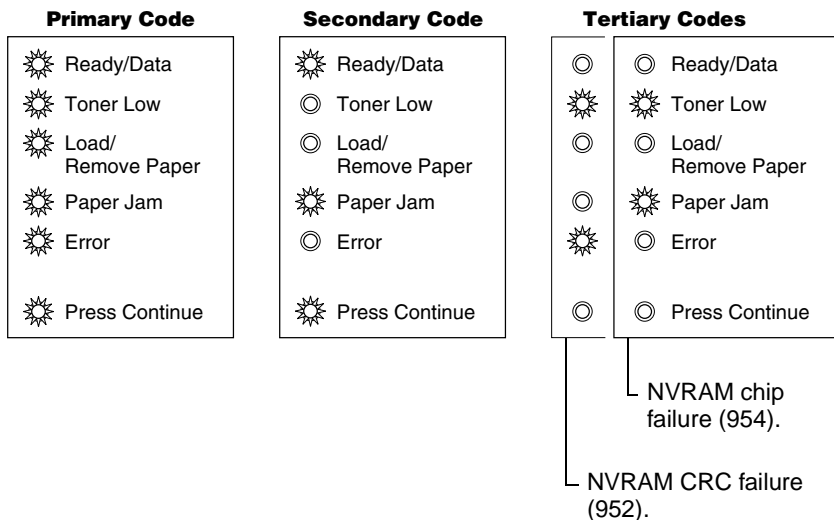 Primary Code
Ready/Data
Toner Low
Load/
Remove Paper
Paper Jam
Error
Press Continue
Secondary Code
Ready/Data
Toner Low
Load/
Remove Paper
Paper Jam
Error
Press Continue
Tertiary Codes
Ready/Data
Toner Low
Load/
Remove Paper
Paper Jam
Error
Press Continue
NVRAM chip
failure (954).
NVRAM CRC failure
(952).